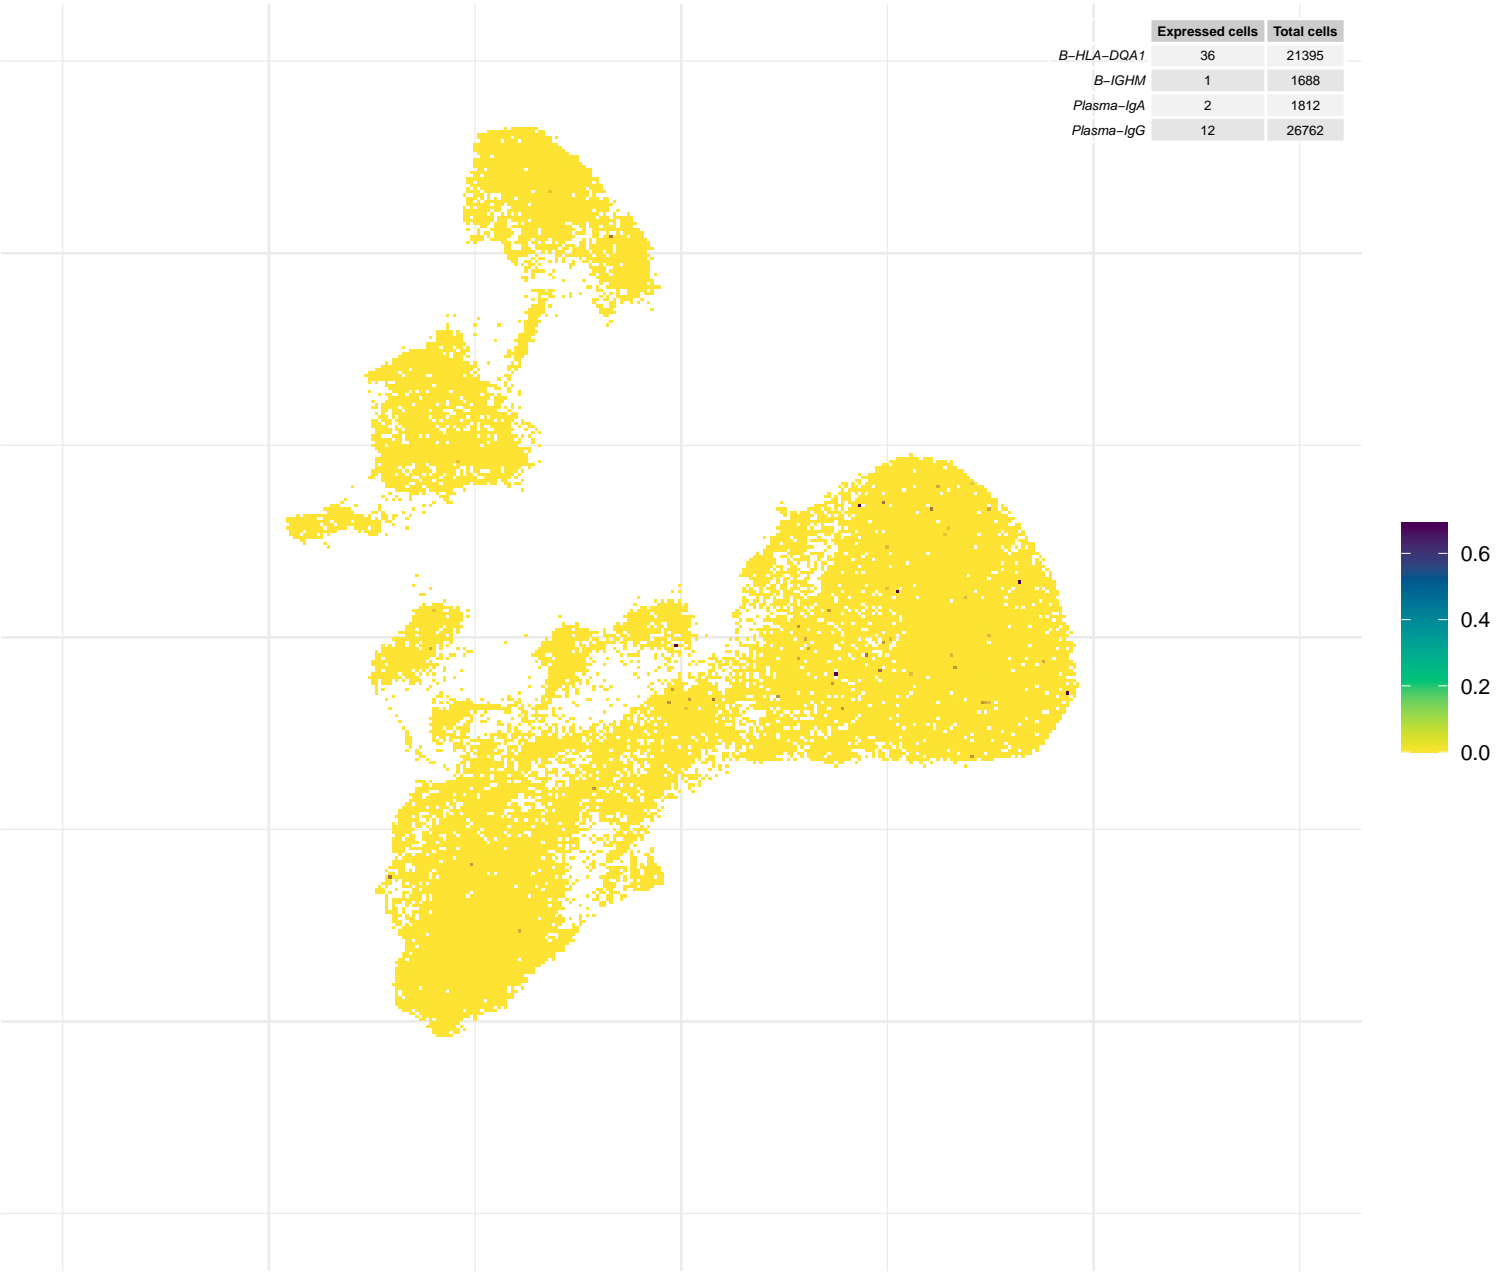 Expressed cells Total cells
B−HLA−DQA1 36 21395
B−IGHM 1 1688
Plasma−IgA 2 1812
Plasma−IgG 12 26762
0.6
0.4
0.2
0.0